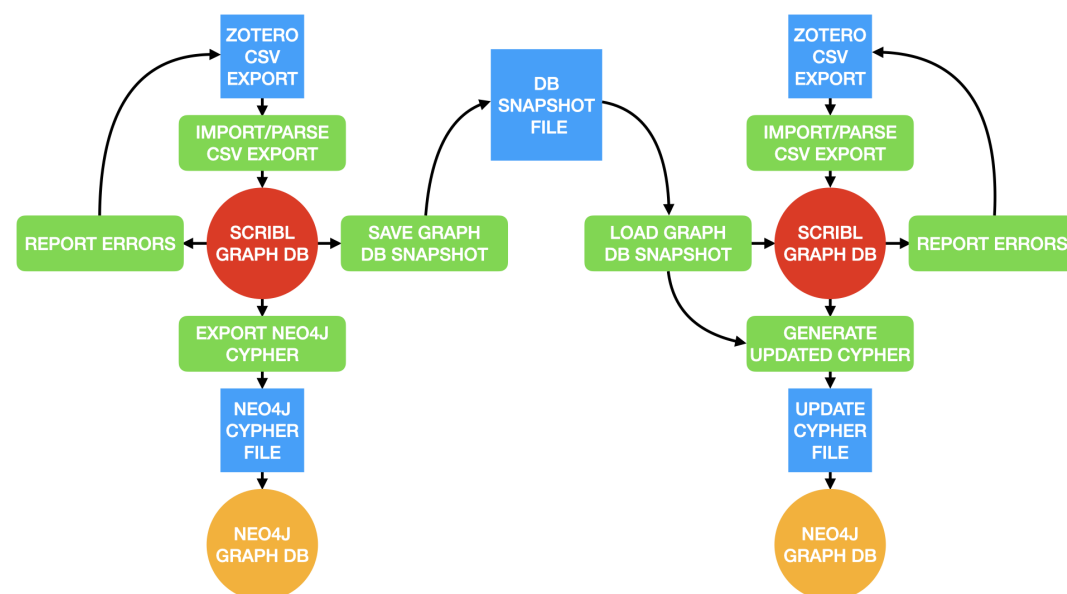 ZOTERO
CSV
EXPORT
IMPORT/PARSE
CSV EXPORT
REPORT ERRORS
SCRIBL
GRAPH DB
SAVE GRAPH
DB SNAPSHOT
EXPORT NEO4J
CYPHER
NEO4J
CYPHER
FILE
NEO4J
GRAPH DB
DB
SNAPSHOT
FILE
ZOTERO
CSV
EXPORT
IMPORT/PARSE
CSV EXPORT
LOAD GRAPH
DB SNAPSHOT
SCRIBL
GRAPH DB
REPORT ERRORS
GENERATE
UPDATED CYPHER
UPDATE
CYPHER
FILE
NEO4J
GRAPH DB